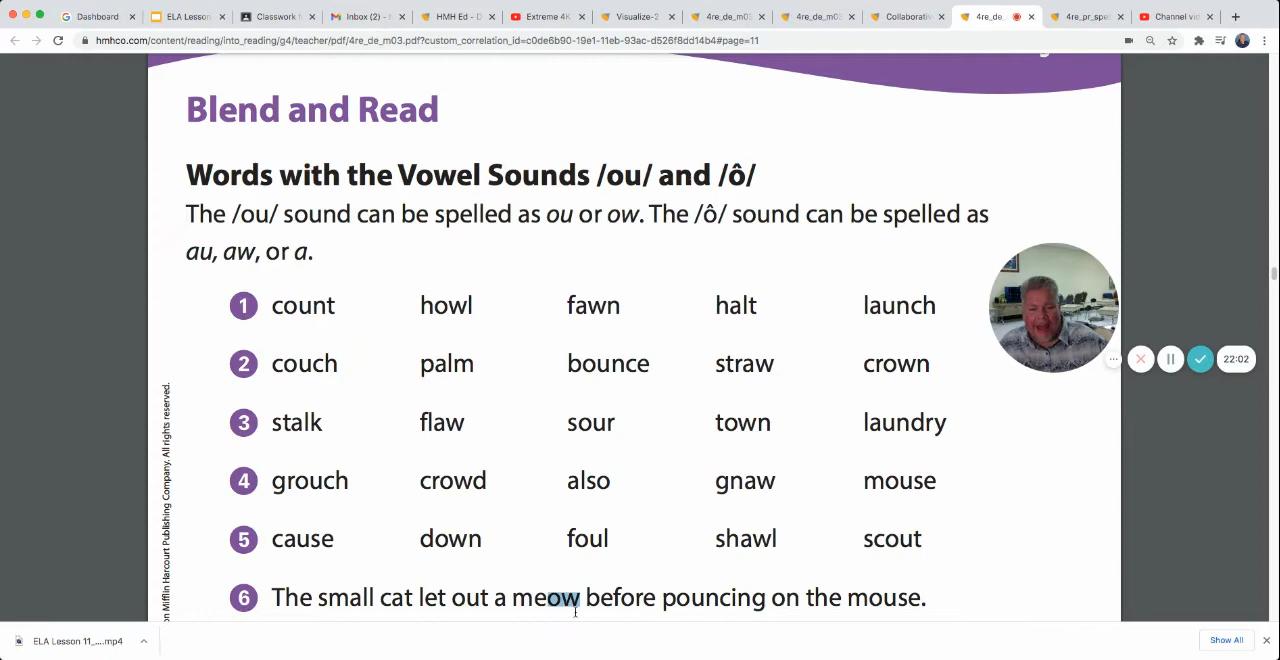 Dashboard
ELA Lesson
Classwork f
Inbox (2) -
HMH Ed - D
Extreme 4K
Visualize-2
4re_de_m03
4re_de_m03
Collaborativ
4re_de_
4re_pr_spe
Channel vid
hmhco.com/content/reading/into_reading/g4/teacher/pdf/4re_de_m03.pdf?custom_correlation_id=c0de6b90-19e1-11eb-93ac-d526f8dd14b4#page=11
Blend and Read
Words with the Vowel Sounds /ou/ and /ô/
The /ou/ sound can be spelled as ou or ow. The /ô/ sound can be spelled as
au, aw, or a.
1 count howl fawn halt launch
2 couch palm bounce straw crown
3 stalk flaw sour town laundry
4 grouch crowd also gnaw mouse
5 cause down foul shawl scout
6 The small cat let out a meow before pouncing on the mouse.
n Mifflin Harcourt Publishing Company. All rights reserved.
22:02
ELA Lesson 11_....mp4
Show All